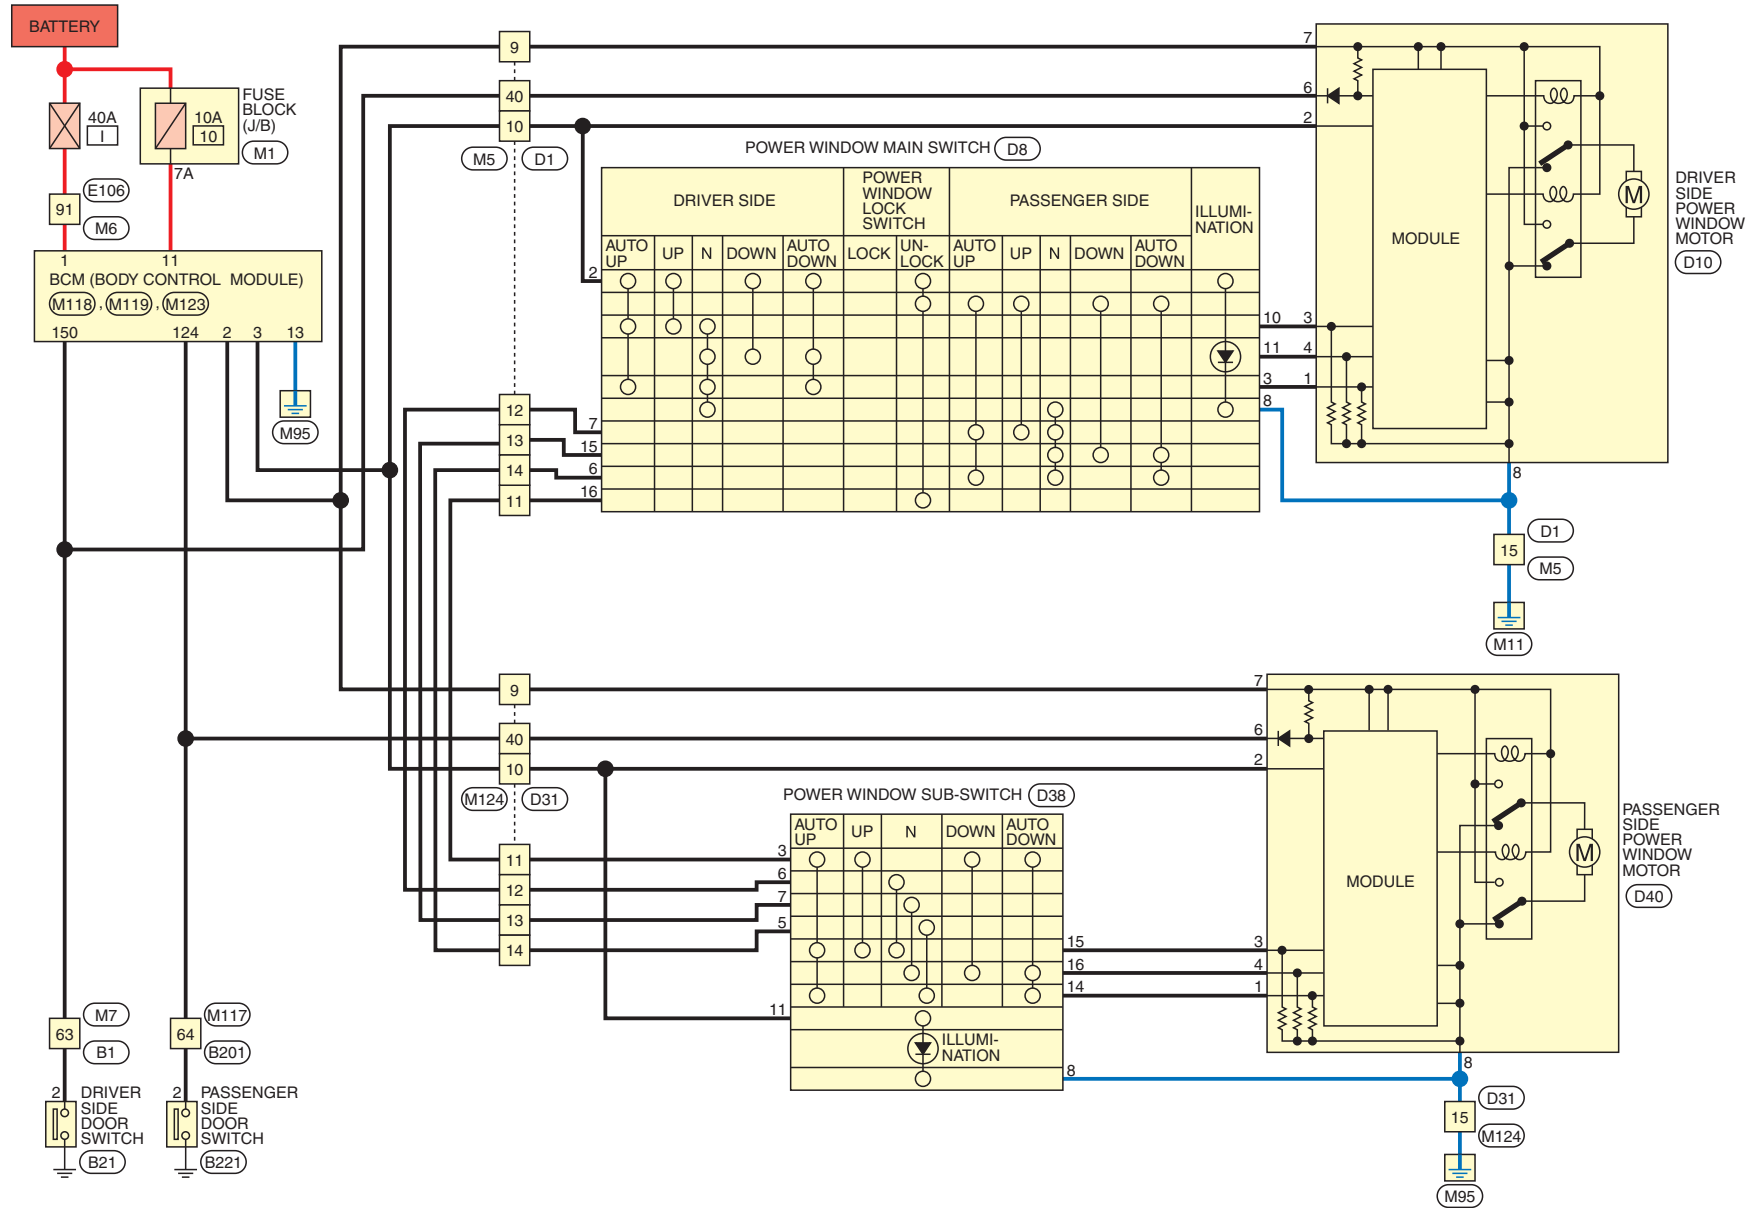 BATTERY
40A
I
10A
10
FUSE
BLOCK
(J/B)
M1
7A
E106
91
M6
1
11
BCM (BODY CONTROL MODULE)
M118 , M119 , M123
150
124
2
3
13
M95
9
40
10
M5
D1
12
13
14
11
POWER WINDOW MAIN SWITCH
D8
DRIVER SIDE
POWER
WINDOW
LOCK
SWITCH
PASSENGER SIDE
ILLUMI-
NATION
AUTO
UP
UP
N
DOWN
AUTO
DOWN
LOCK
UN-
LOCK
AUTO
UP
UP
N
DOWN
AUTO
DOWN
2
7
15
6
16
10
11
3
8
7
6
2
3
4
1
MODULE
M
DRIVER
SIDE
POWER
WINDOW
MOTOR
D10
8
D1
15
M5
M11
9
40
10
M124
D31
11
12
13
14
POWER WINDOW SUB-SWITCH
D38
AUTO
UP
UP
N
DOWN
AUTO
DOWN
3
6
7
5
11
ILLUMI-
NATION
15
16
14
8
7
6
2
3
4
1
MODULE
M
PASSENGER
SIDE
POWER
WINDOW
MOTOR
D40
8
D31
15
M124
M95
M7
63
B1
2
DRIVER
SIDE
DOOR
SWITCH
B21
M117
64
B201
2
PASSENGER
SIDE
DOOR
SWITCH
B221